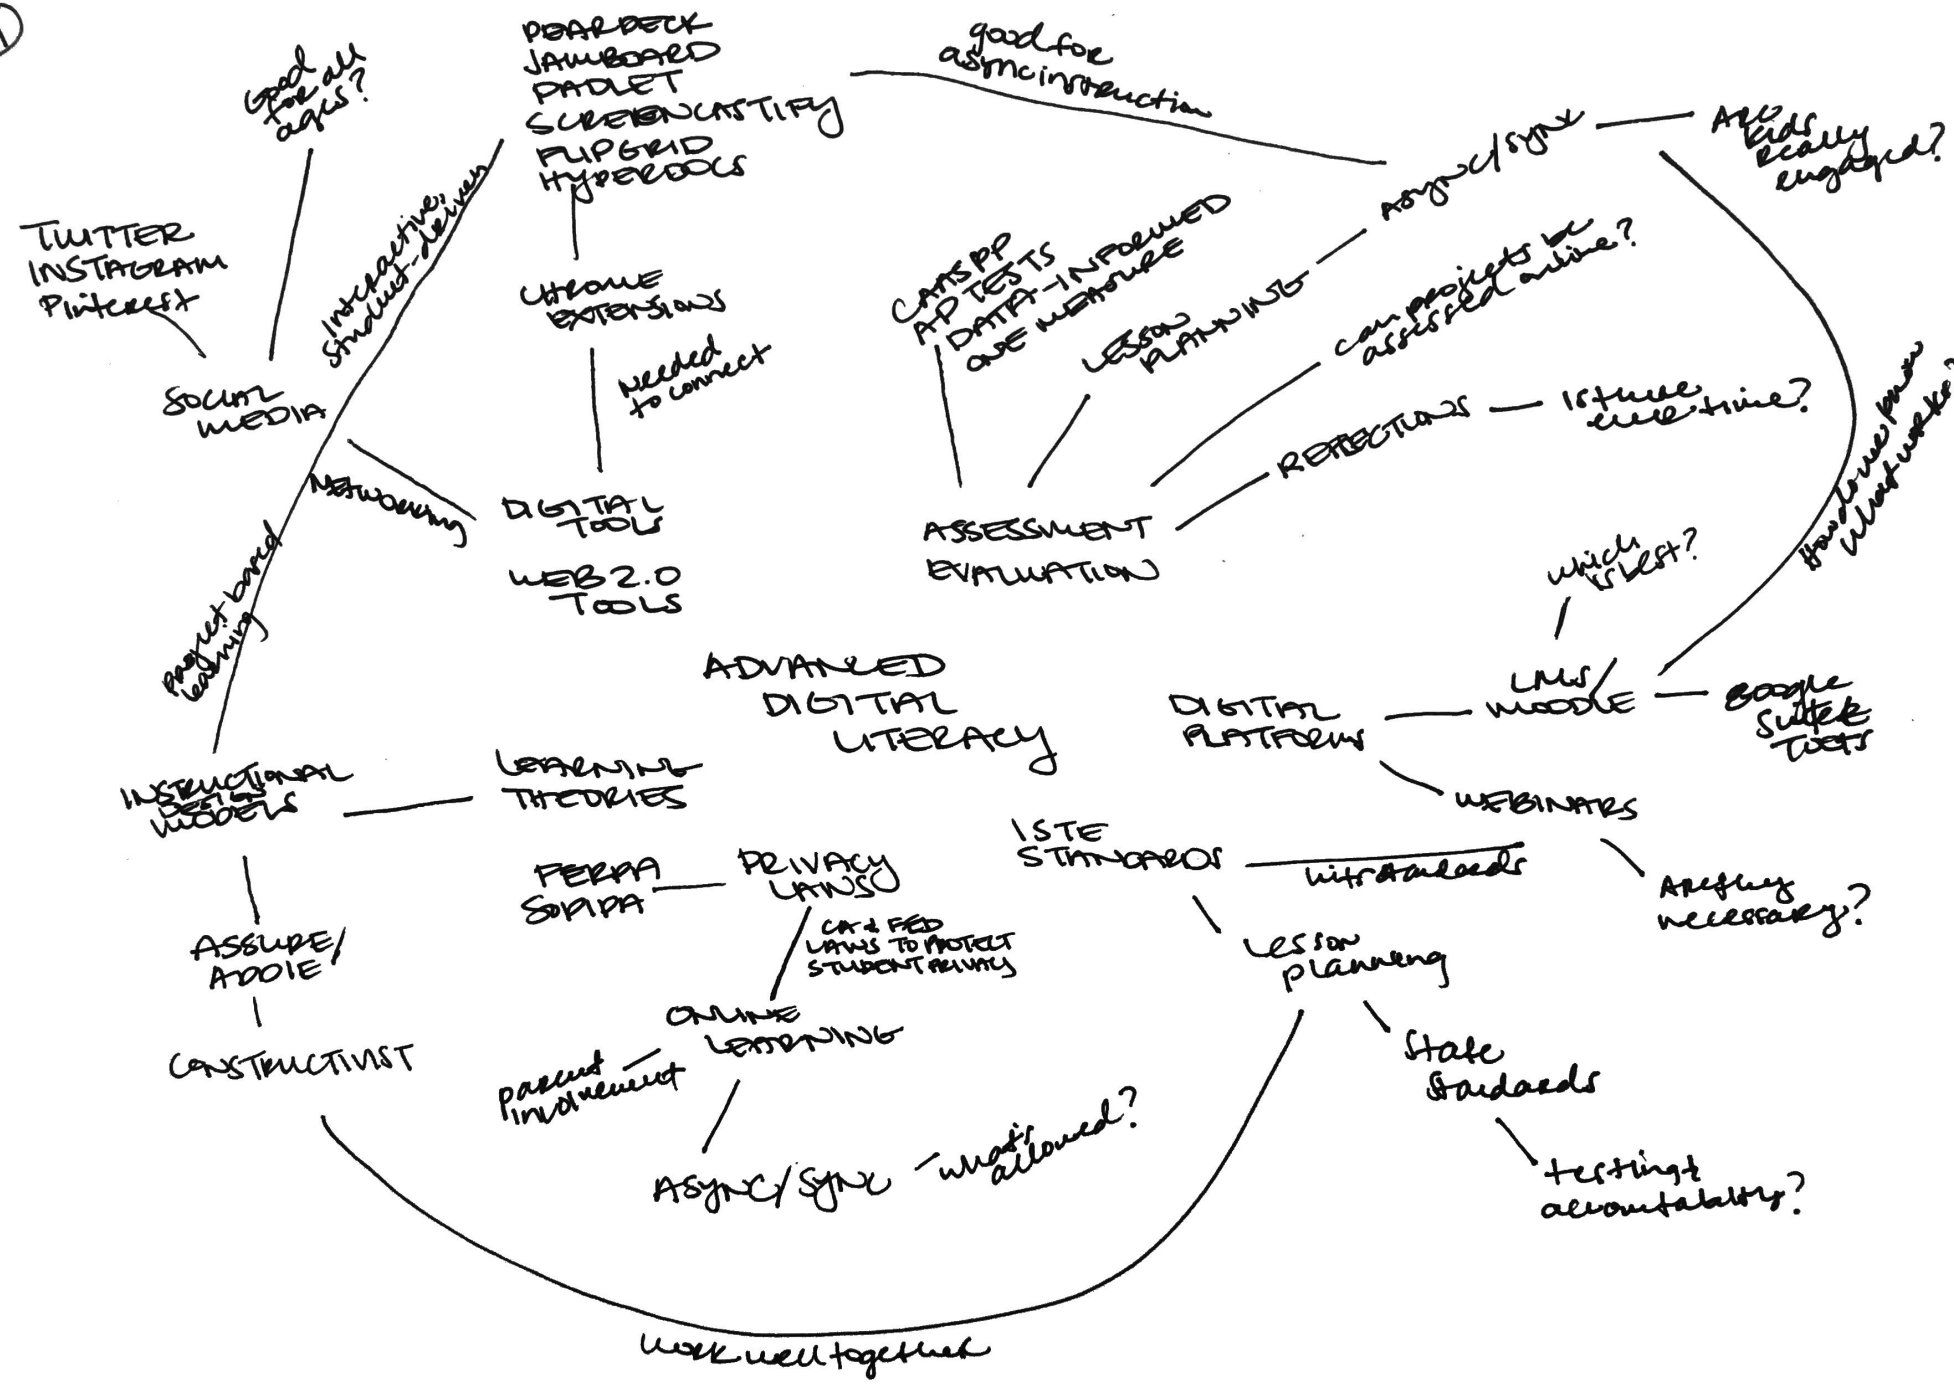 1
Good
for all
ages?
PEARDECK
JAMBOARD
PADLET
SCREENCASTIFY
FLIPGRID
HYPERDOCS
good for
async instruction
Async/sync
Are
kids
really
engaged?
TWITTER
INSTAGRAM
Pinterest
Interactive,
student-driven
CHROME
EXTENSIONS
Needed
to connect
CAASPP
AP TESTS
DATA-INFORMED
ONE MEASURE
LESSON
PLANNING
can projects be
assessed online?
SOCIAL
MEDIA
Networking
DIGITAL
TOOLS
WEB 2.0
TOOLS
REFLECTIONS
Is there
ever time?
ASSESSMENT
EVALUATION
How do we know
what works?
which
is best?
Project based
learning
ADVANCED
DIGITAL
LITERACY
DIGITAL
PLATFORMS
LMS/
MOODLE
Google
Suite
INSTRUCTIONAL
DESIGN
MODELS
LEARNING
THEORIES
WEBINARS
ISTE
STANDARDS
hits standards
Are they
necessary?
FERPA
SOPIPA
PRIVACY
LAWS
CA & FED
LAWS TO PROTECT
STUDENT PRIVACY
ASSURE/
ADDIE
Lesson
planning
ONLINE
LEARNING
parent
involvement
CONSTRUCTIVIST
State
standards
ASYNC/SYNC
what's
allowed?
testing &
accountability?
work well together